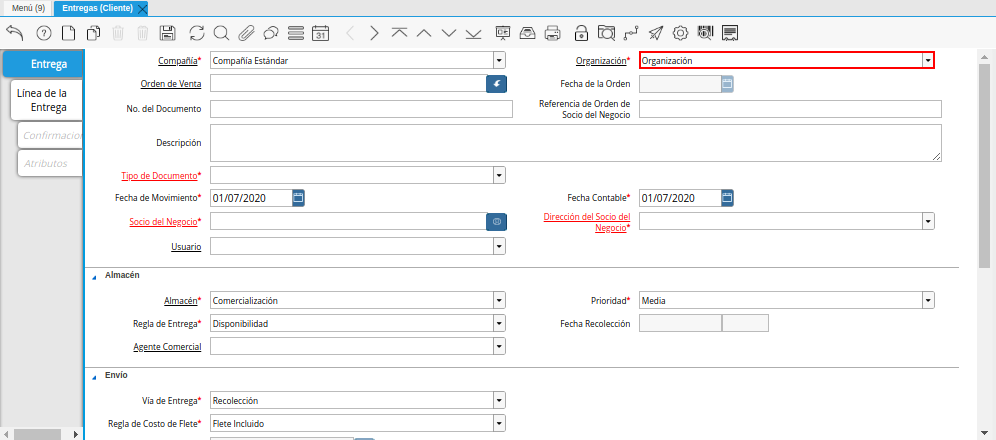 Menú (9)
Entregas (Cliente)
31
Entrega
Línea de la
Entrega
Confirmacio
Atributos
Compañía* Compañía Estándar
Organización* Organización
Orden de Venta
Fecha de la Orden
No. del Documento
Referencia de Orden de
Socio del Negocio
Descripción
Tipo de Documento*
Fecha de Movimiento* 01/07/2020
Fecha Contable* 01/07/2020
Socio del Negocio*
Dirección del Socio del
Negocio*
Usuario
Almacén
Almacén* Comercialización
Prioridad* Media
Regla de Entrega* Disponibilidad
Fecha Recolección
Agente Comercial
Envío
Vía de Entrega* Recolección
Regla de Costo de Flete* Flete Incluido